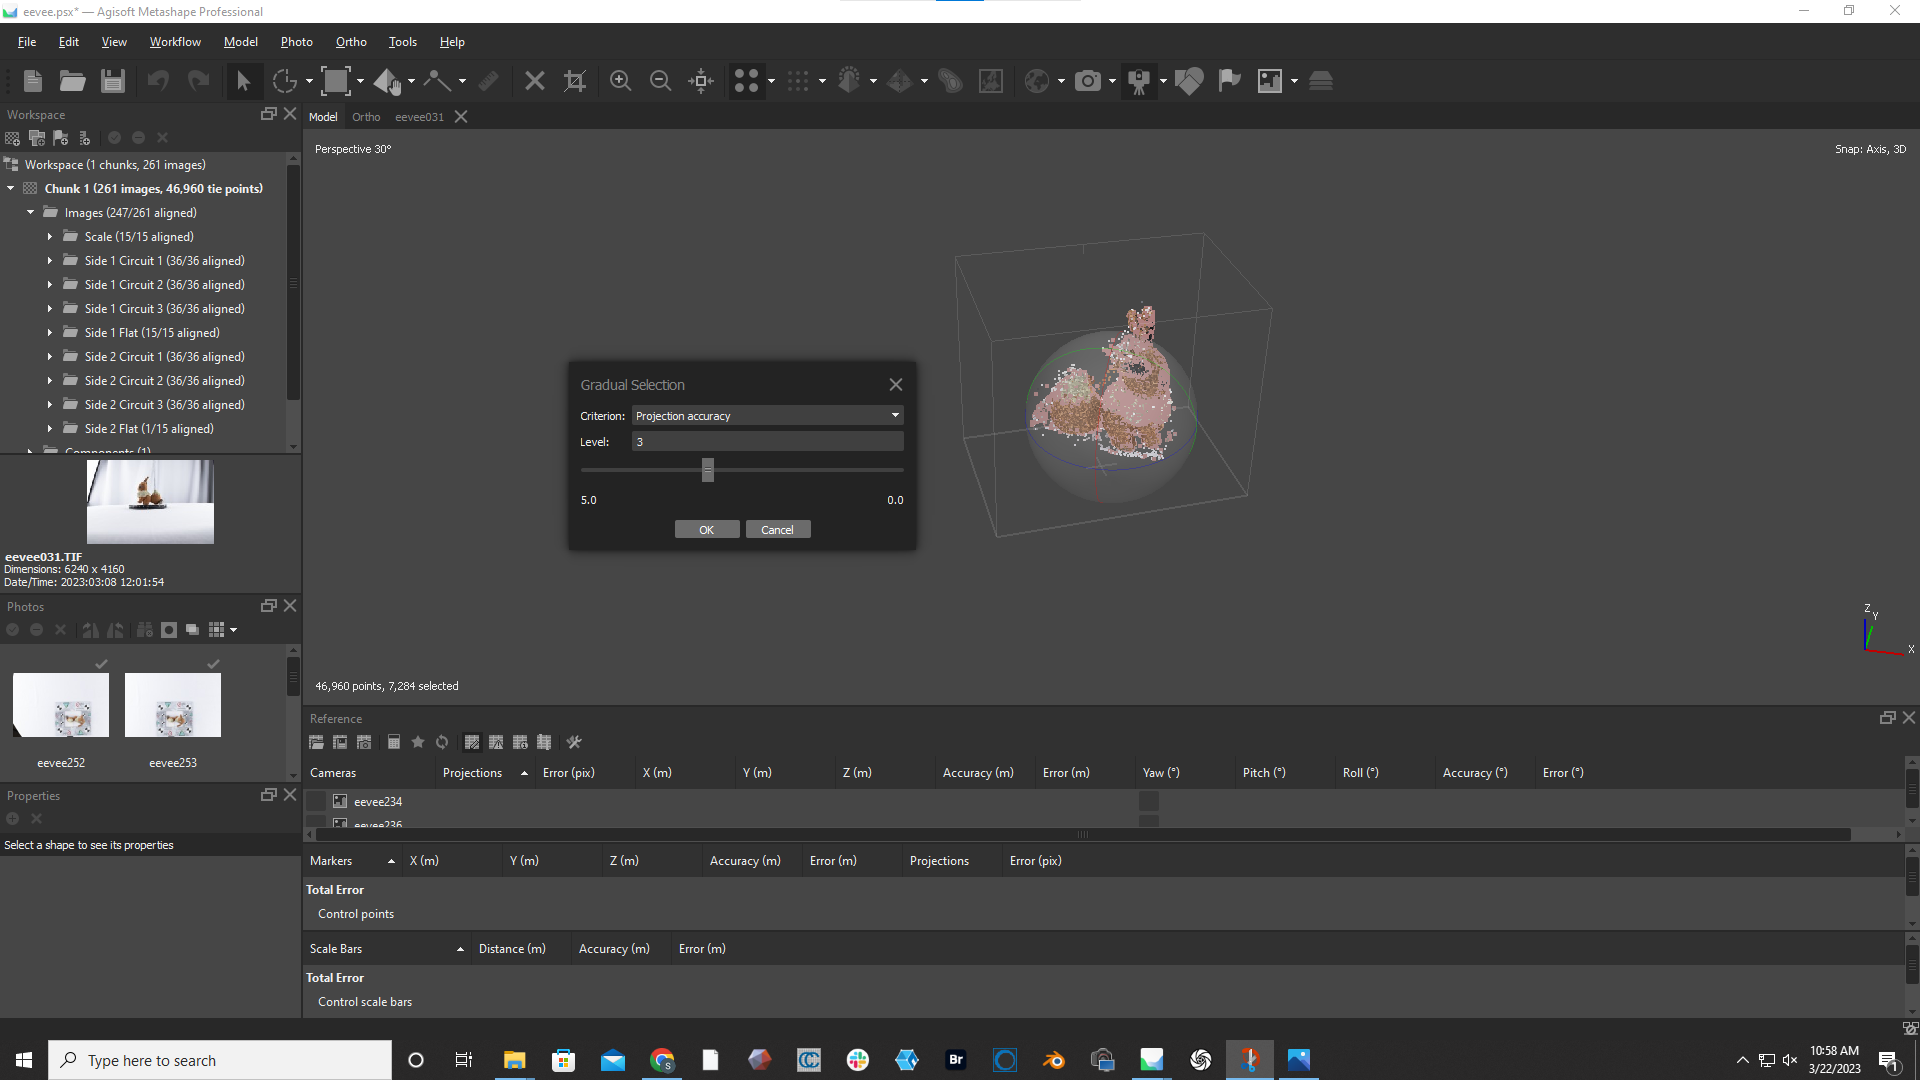 eevee.psx* — Agisoft Metashape Professional
File Edit View Workflow Model Photo Ortho Tools Help
Workspace
Workspace (1 chunks, 261 images)
Chunk 1 (261 images, 46,960 tie points)
Images (247/261 aligned)
Scale (15/15 aligned)
Side 1 Circuit 1 (36/36 aligned)
Side 1 Circuit 2 (36/36 aligned)
Side 1 Circuit 3 (36/36 aligned)
Side 1 Flat (15/15 aligned)
Side 2 Circuit 1 (36/36 aligned)
Side 2 Circuit 2 (36/36 aligned)
Side 2 Circuit 3 (36/36 aligned)
Side 2 Flat (1/15 aligned)
Components (1)
eevee031.TIF
Dimensions: 6240 x 4160
Date/Time: 2023:03:08 12:01:54
Photos
eevee252 eevee253
Properties
Select a shape to see its properties
Model Ortho eevee031
Perspective 30°
Snap: Axis, 3D
Gradual Selection
Criterion: Projection accuracy
Level: 3
5.0 0.0
OK Cancel
Z
Y
X
46,960 points, 7,284 selected
Reference
Cameras Projections Error (pix) X (m) Y (m) Z (m) Accuracy (m) Error (m) Yaw (°) Pitch (°) Roll (°) Accuracy (°) Error (°)
eevee234
eevee236
Markers X (m) Y (m) Z (m) Accuracy (m) Error (m) Projections Error (pix)
Total Error
Control points
Scale Bars Distance (m) Accuracy (m) Error (m)
Total Error
Control scale bars
Type here to search
S
CC
Br
10:58 AM
3/22/2023
1